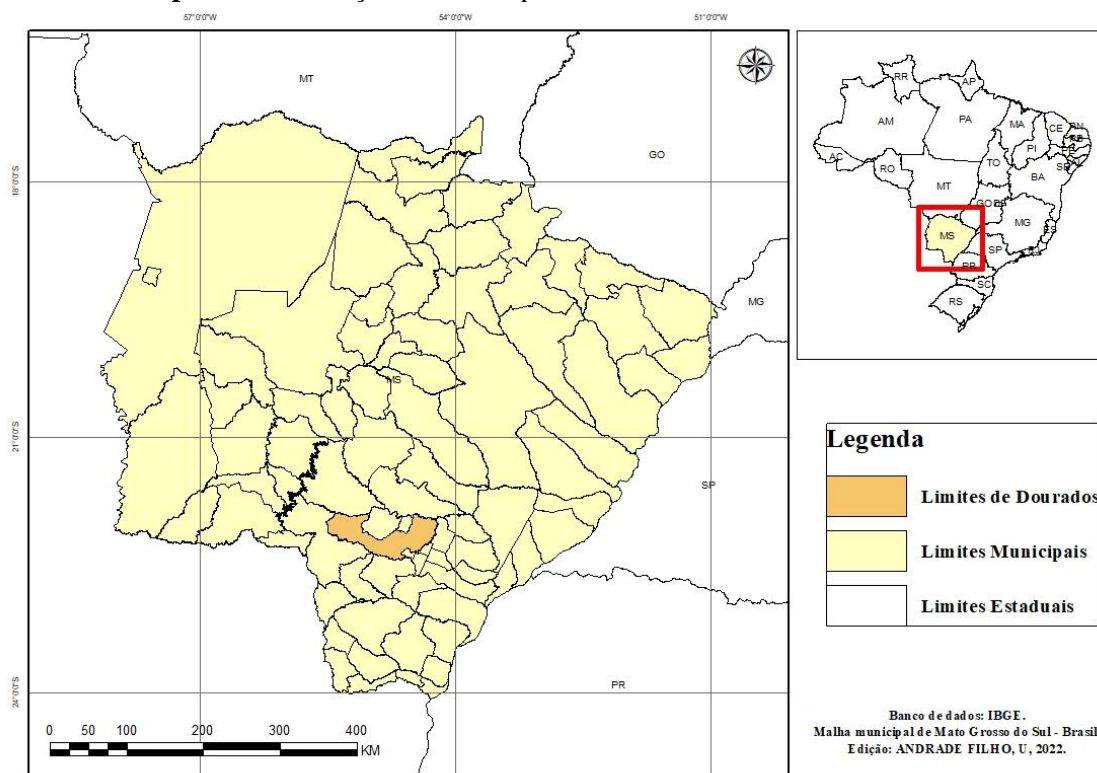 57°0'0"W
54°0'0"W
51°0'0"W
18°0'0"S
21°0'0"S
24°0'0"S
MT
GO
MG
MS
SP
PR
0 50 100 200 300 400
KM
RR
AP
AM
PA
MA
CE
RN
PI
AC
RO
TO
BA
MT
GO
MG
ES
MS
SP
PR
SC
RS
Legenda
Limites de Dourados
Limites Municipais
Limites Estaduais
Banco de dados: IBGE.
Malha municipal de Mato Grosso do Sul - Brasil
Edição: ANDRADE FILHO, U, 2022.